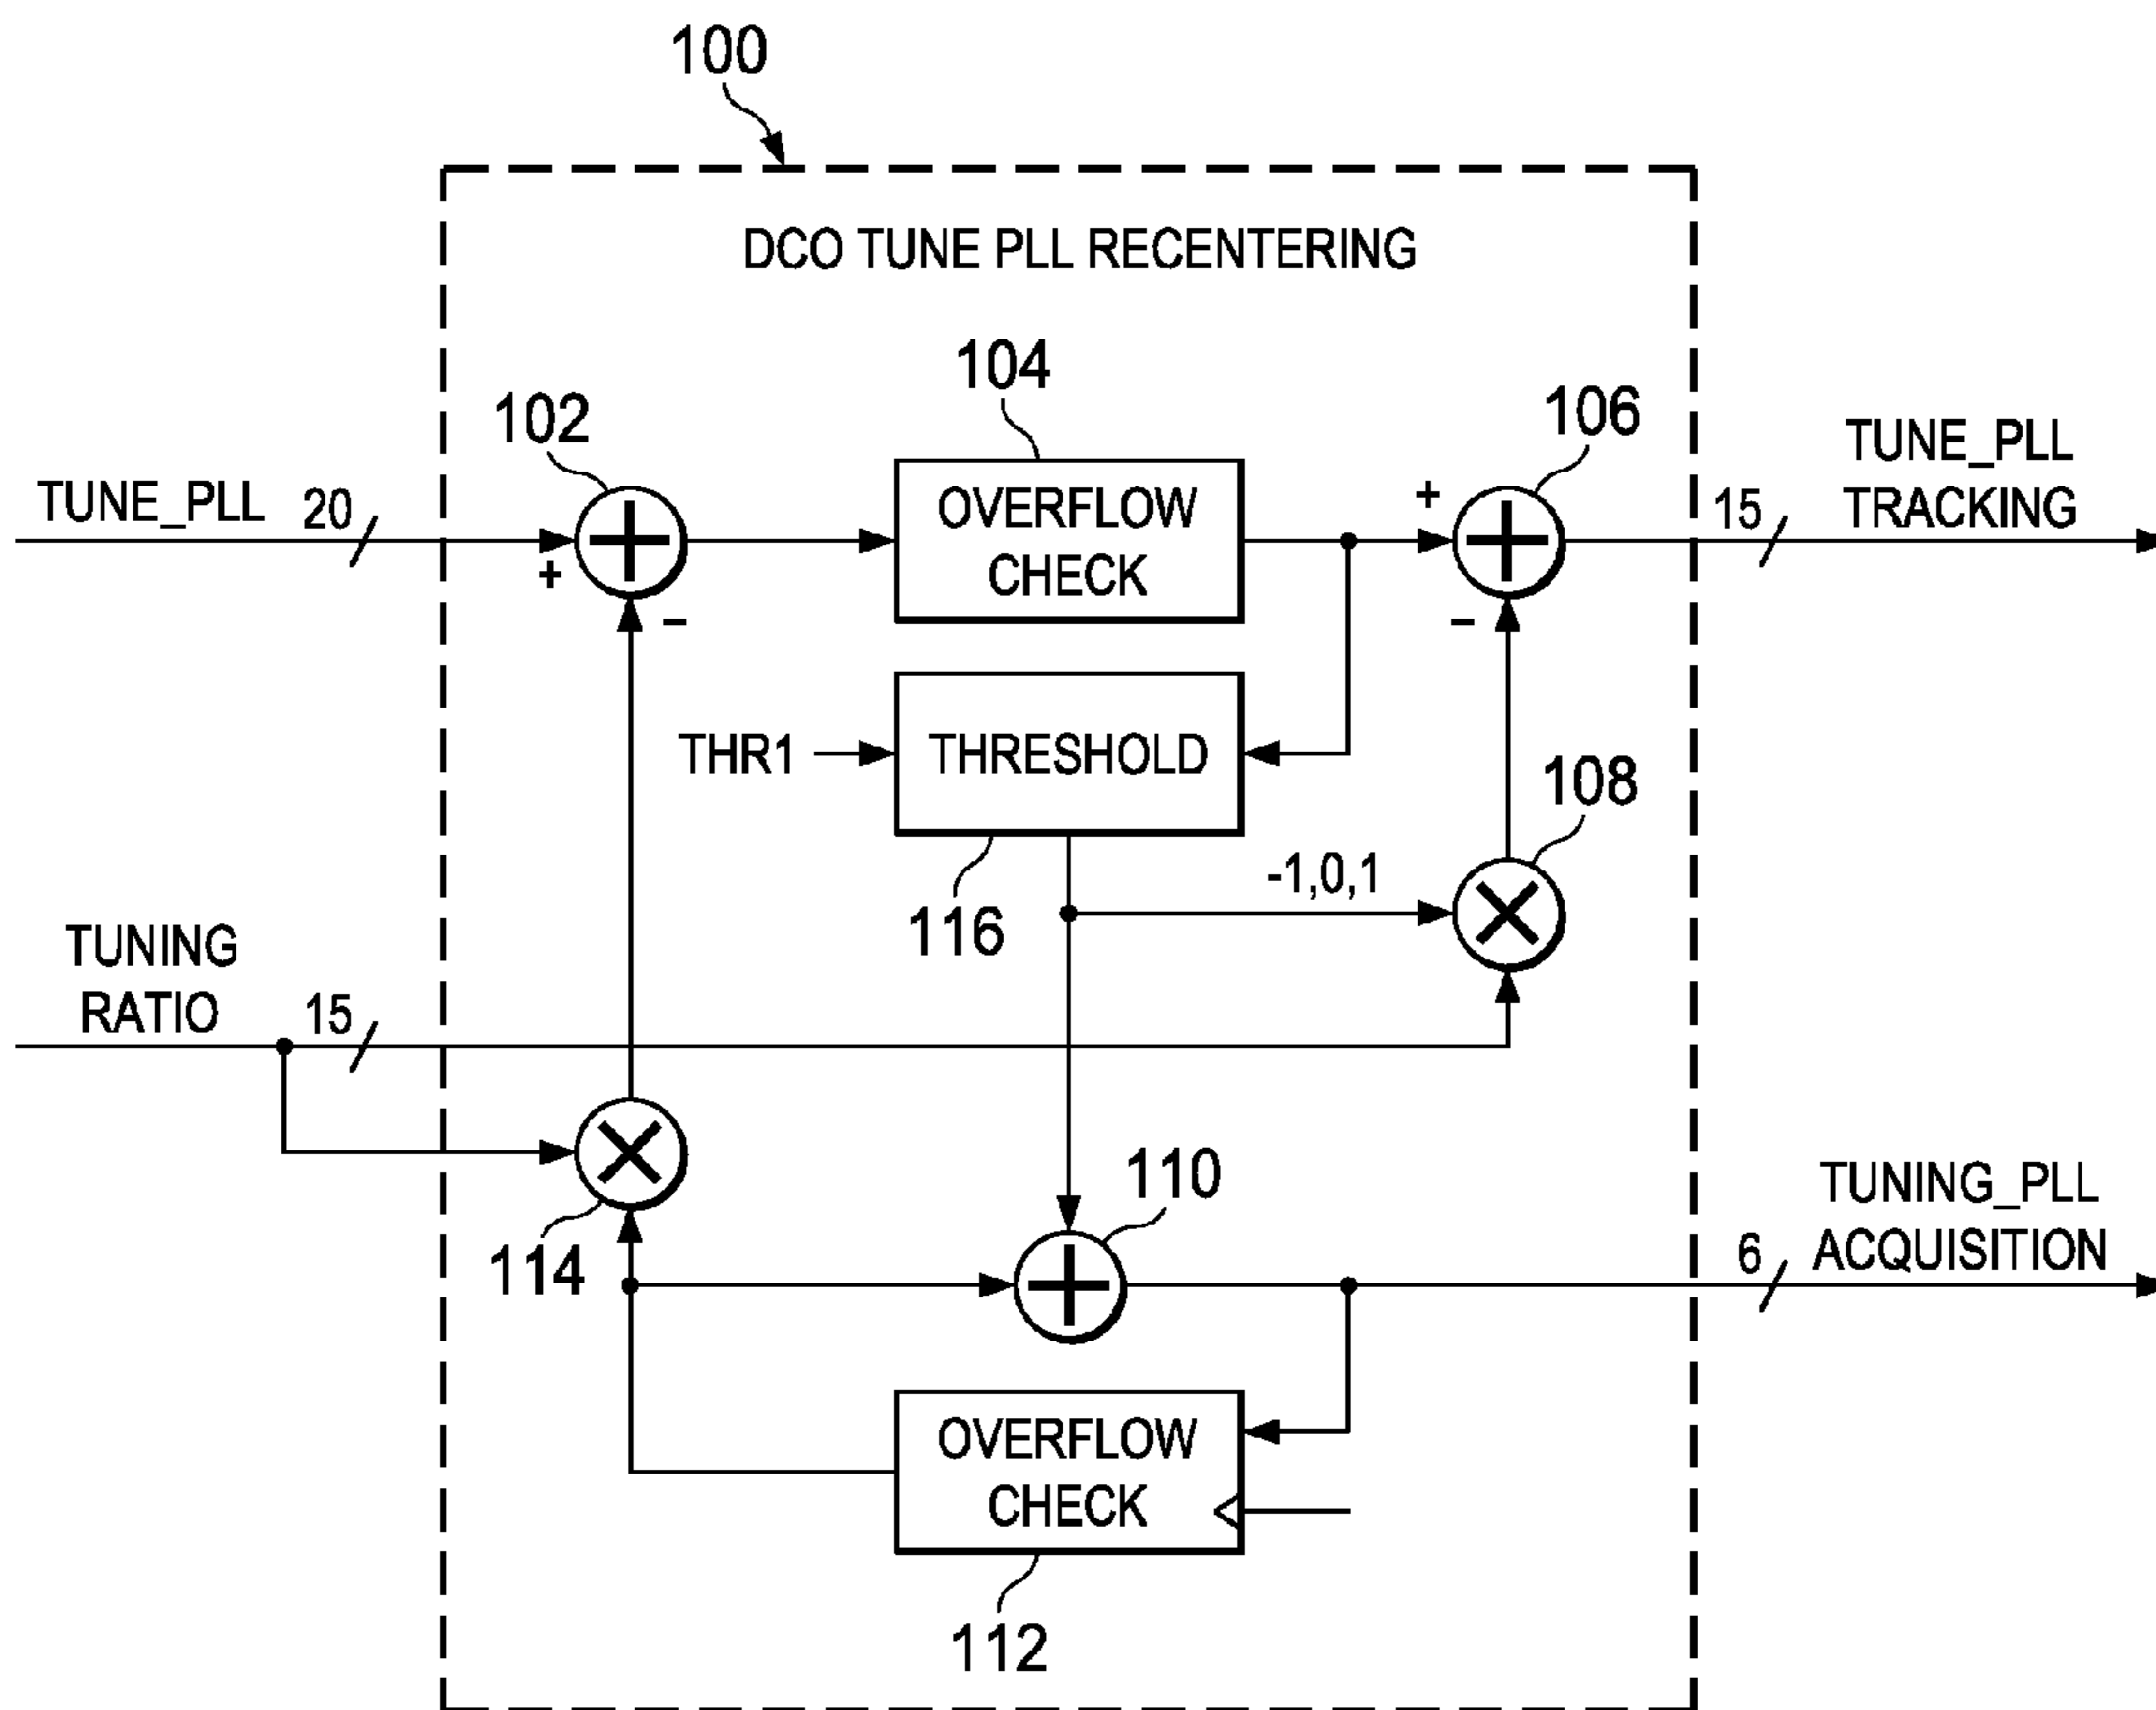 100
DCO TUNE PLL RECENTERING
104
102
106
TUNE_PLL
20
+
-
OVERFLOW
CHECK
+
-
15
TUNE_PLL
TRACKING
THR1
THRESHOLD
116
-1,0,1
108
TUNING
RATIO
15
114
110
6
TUNING_PLL
ACQUISITION
OVERFLOW
CHECK
112